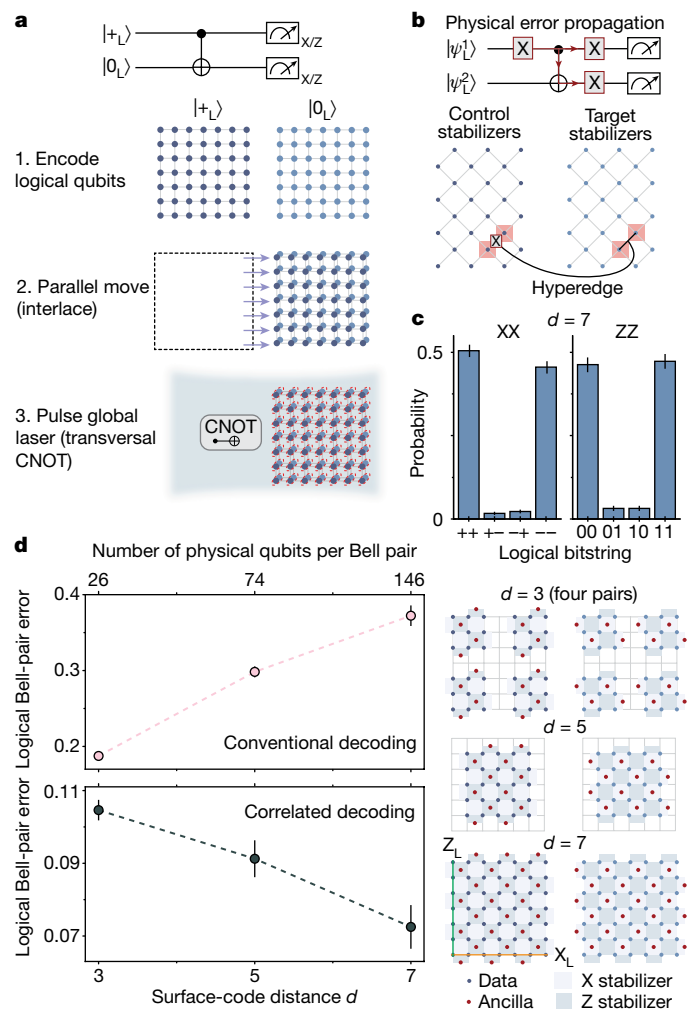 a
|+L⟩
|0L⟩
X/Z
X/Z
|+L⟩
|0L⟩
1. Encode
logical qubits
2. Parallel move
(interlace)
3. Pulse global
laser (transversal
CNOT)
CNOT
b
Physical error propagation
|ψ¹L⟩
X
X
|ψ²L⟩
X
Control
stabilizers
Target
stabilizers
X
Hyperedge
c
d = 7
XX
ZZ
Probability
0.5
0
++ +− −+ −−
00 01 10 11
Logical bitstring
d
Number of physical qubits per Bell pair
26 74 146
Logical Bell-pair error
0.4
0.3
0.2
Conventional decoding
Logical Bell-pair error
0.11
0.09
0.07
Correlated decoding
3 5 7
Surface-code distance d
d = 3 (four pairs)
d = 5
d = 7
ZL
XL
Data
Ancilla
X stabilizer
Z stabilizer